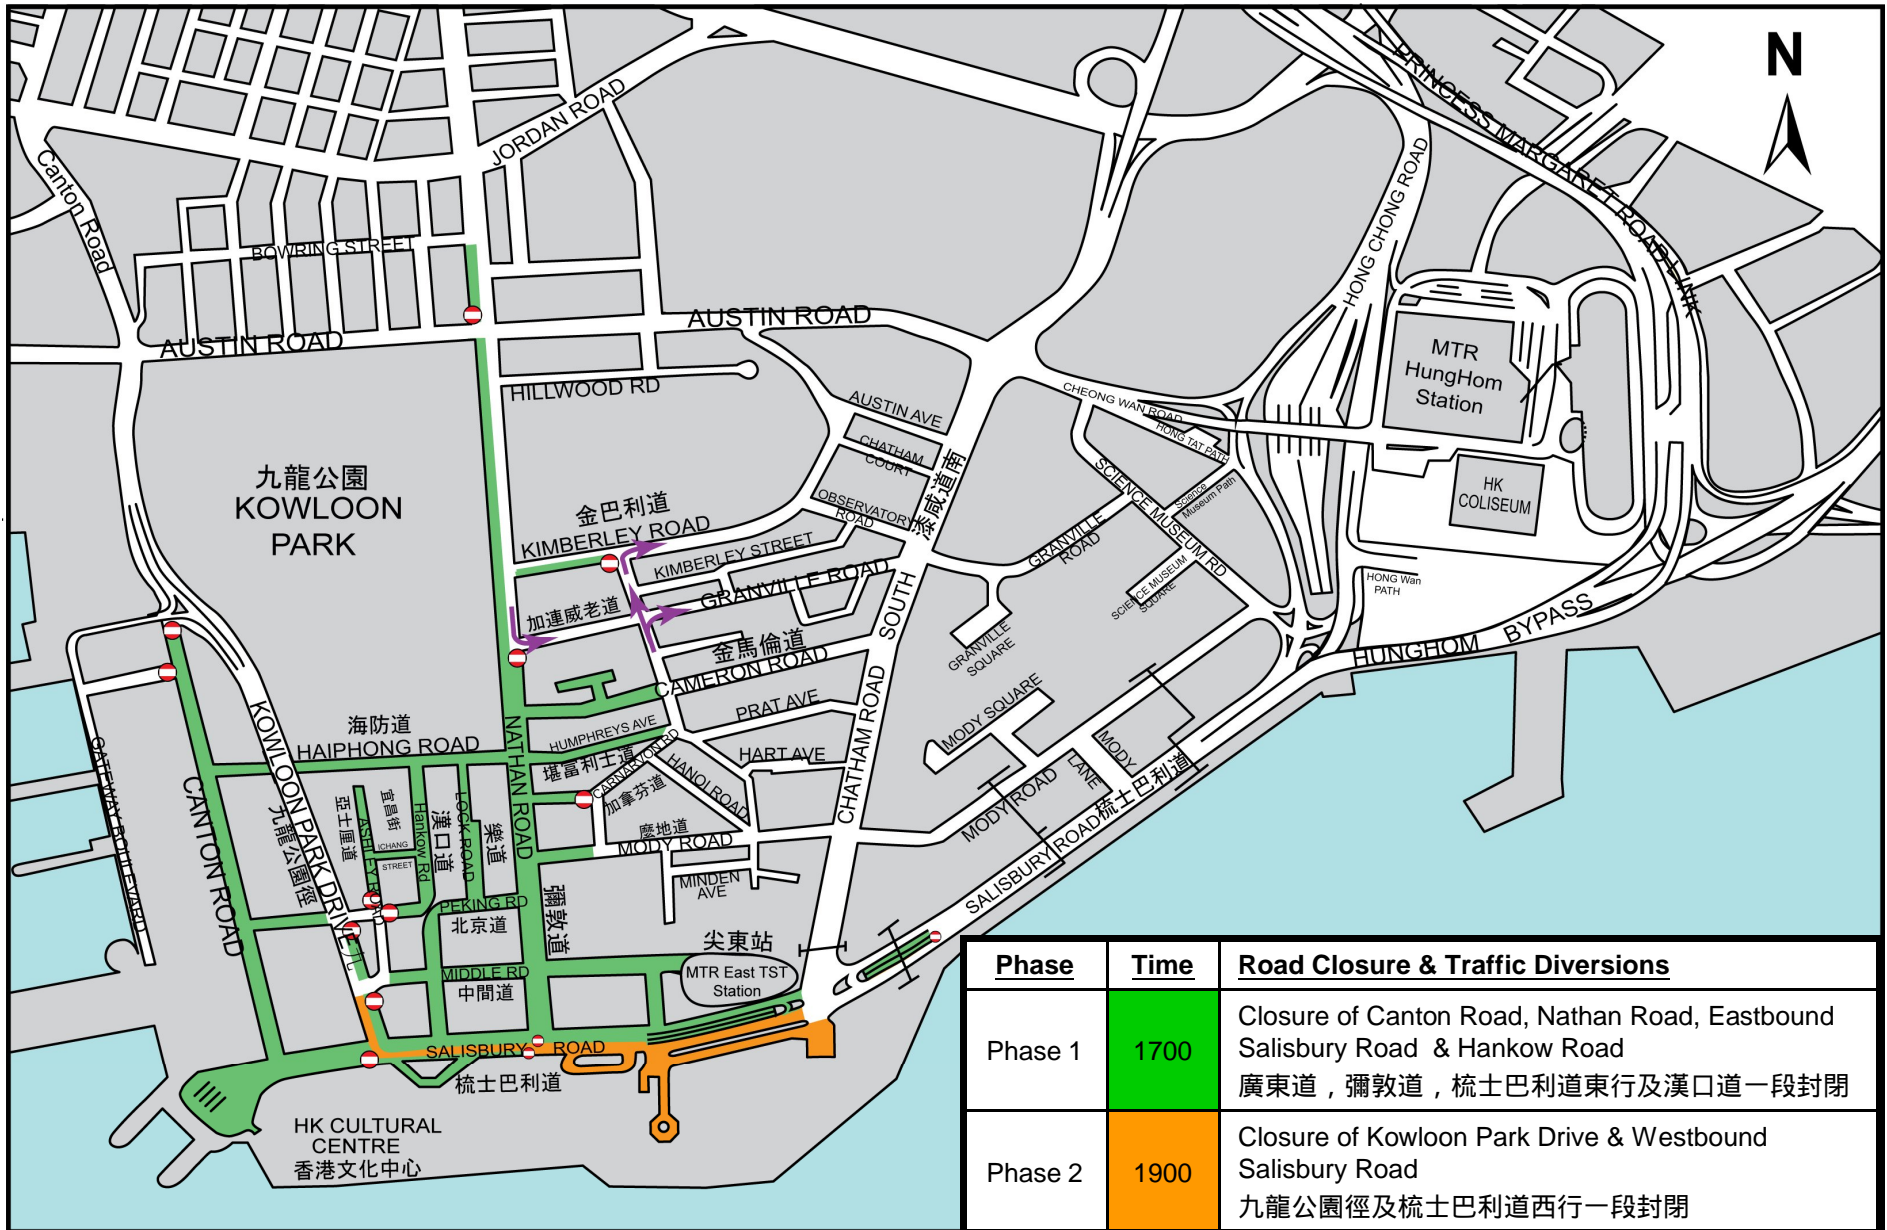 N
PRINCESS MARGARET ROAD LINK
JORDAN ROAD
Canton Road
HONG CHONG ROAD
BOWRING STREET
AUSTIN ROAD
AUSTIN ROAD
MTR
HungHom
Station
HILLWOOD RD
CHEONG WAN ROAD
AUSTIN AVE
HONG TAT PATH
CHATHAM
COURT
九龍公園
KOWLOON
PARK
漆咸道南
SCIENCE MUSEUM RD
Science
Museum Path
HK
COLISEUM
金巴利道
KIMBERLEY ROAD
OBSERVATORY
ROAD
GRANVILLE
ROAD
KIMBERLEY STREET
GRANVILLE ROAD
SCIENCE MUSEUM
SQUARE
HONG Wan
PATH
加連威老道
CHATHAM ROAD SOUTH
GRANVILLE
SQUARE
HUNGHOM BYPASS
金馬倫道
CAMERON ROAD
PRAT AVE
MODY SQUARE
海防道
HAIPHONG ROAD
KOWLOON PARK DRIVE
九龍公園徑
GATEWAY BOULEVARD
CANTON ROAD
NATHAN ROAD
HUMPHREYS AVE
堪富利士道
CARNARVON RD
加拿芬道
HANOI ROAD
HART AVE
MODY
LANE
MODY ROAD
SALISBURY ROAD梳士巴利道
亞士厘道
ASHLEY ROAD
宜昌街
ICHANG
STREET
Hankow Rd
漢口道
LOCK ROAD
樂道
麼地道
MODY ROAD
MINDEN
AVE
PEKING RD
北京道
彌敦道
九
MIDDLE RD
中間道
尖東站
MTR East TST
Station
SALISBURY ROAD
梳士巴利道
HK CULTURAL
CENTRE
香港文化中心
Phase Time Road Closure & Traffic Diversions
Phase 1 1700 Closure of Canton Road, Nathan Road, Eastbound
Salisbury Road & Hankow Road
廣東道，彌敦道，梳士巴利道東行及漢口道一段封閉
Phase 2 1900 Closure of Kowloon Park Drive & Westbound
Salisbury Road
九龍公園徑及梳士巴利道西行一段封閉